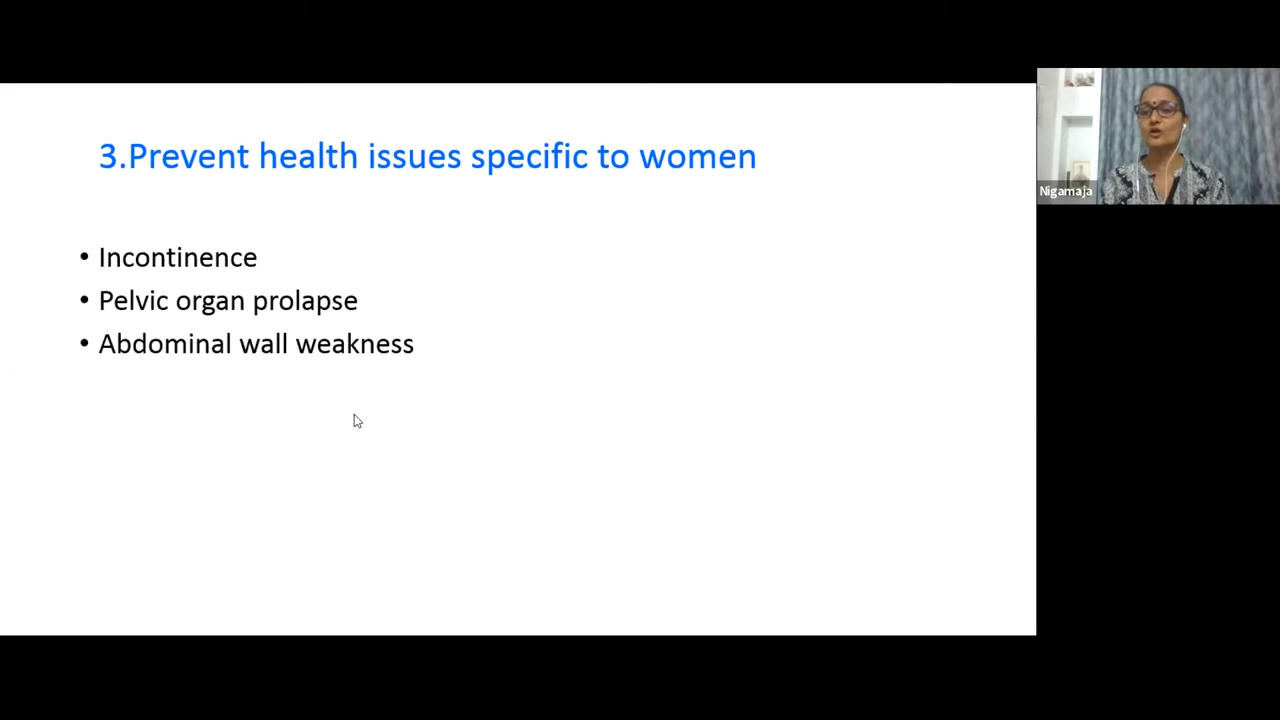 3.Prevent health issues specific to women
• Incontinence
• Pelvic organ prolapse
• Abdominal wall weakness
Nigamaja